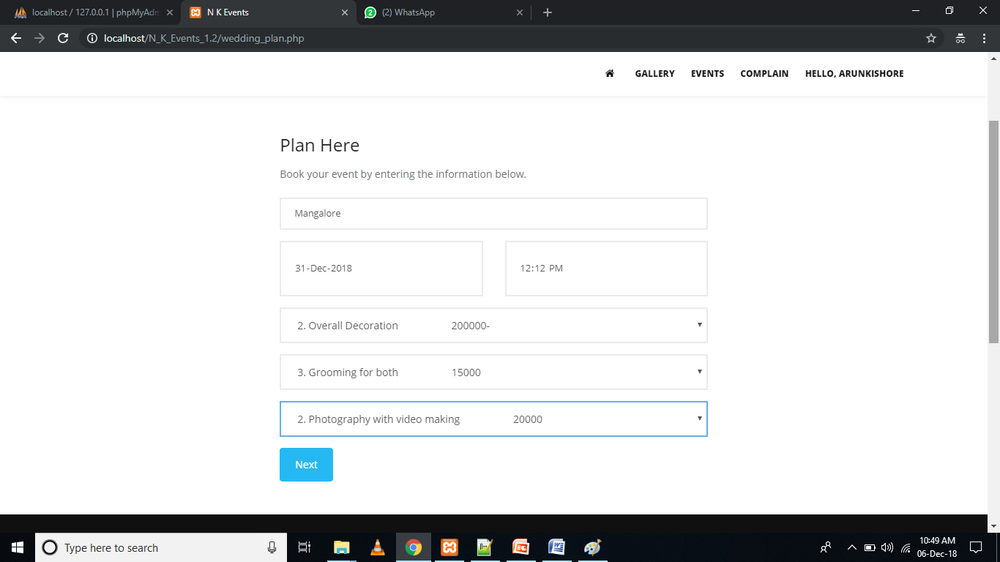 localhost / 127.0.0.1 | phpMyAdm
N K Events
(2) WhatsApp
localhost/N_K_Events_1.2/wedding_plan.php
GALLERY EVENTS COMPLAIN HELLO, ARUNKISHORE
Plan Here
Book your event by entering the information below.
Mangalore
31-Dec-2018 12:12 PM
2. Overall Decoration 200000-
3. Grooming for both 15000
2. Photography with video making 20000
Next
Type here to search
10:49 AM
06-Dec-18